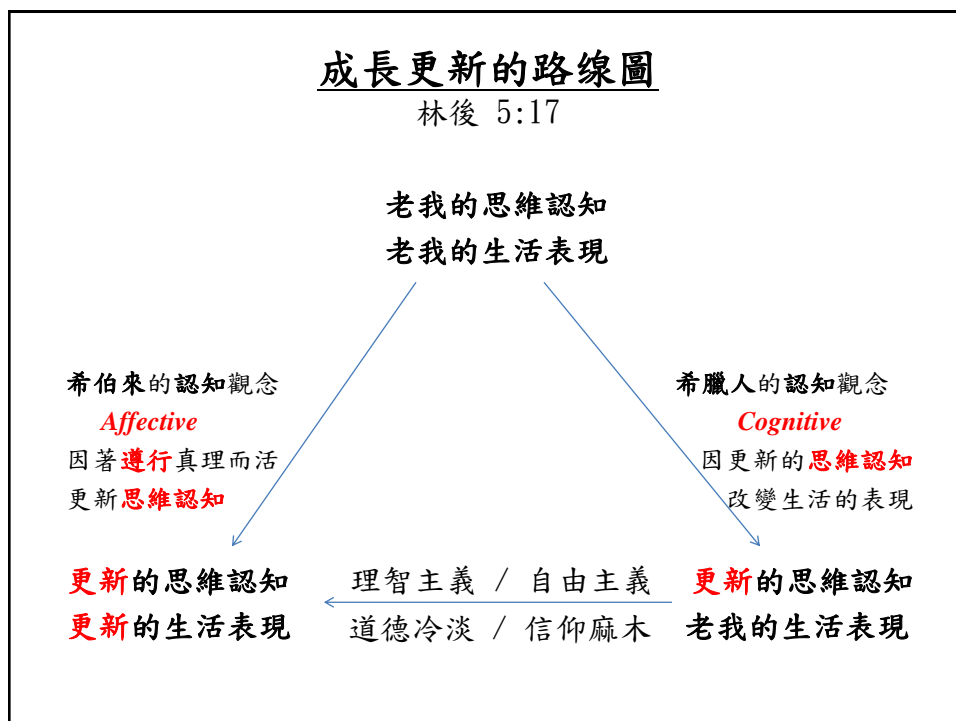 成長更新的路线圖
林後 5:17
老我的思維認知
老我的生活表現
希伯來的認知觀念
Affective
因著遵行真理而活
更新思維認知
希臘人的認知觀念
Cognitive
因更新的思維認知
改變生活的表現
更新的思維認知
更新的生活表現
理智主義 / 自由主義
道德冷淡 / 信仰麻木
更新的思維認知
老我的生活表現